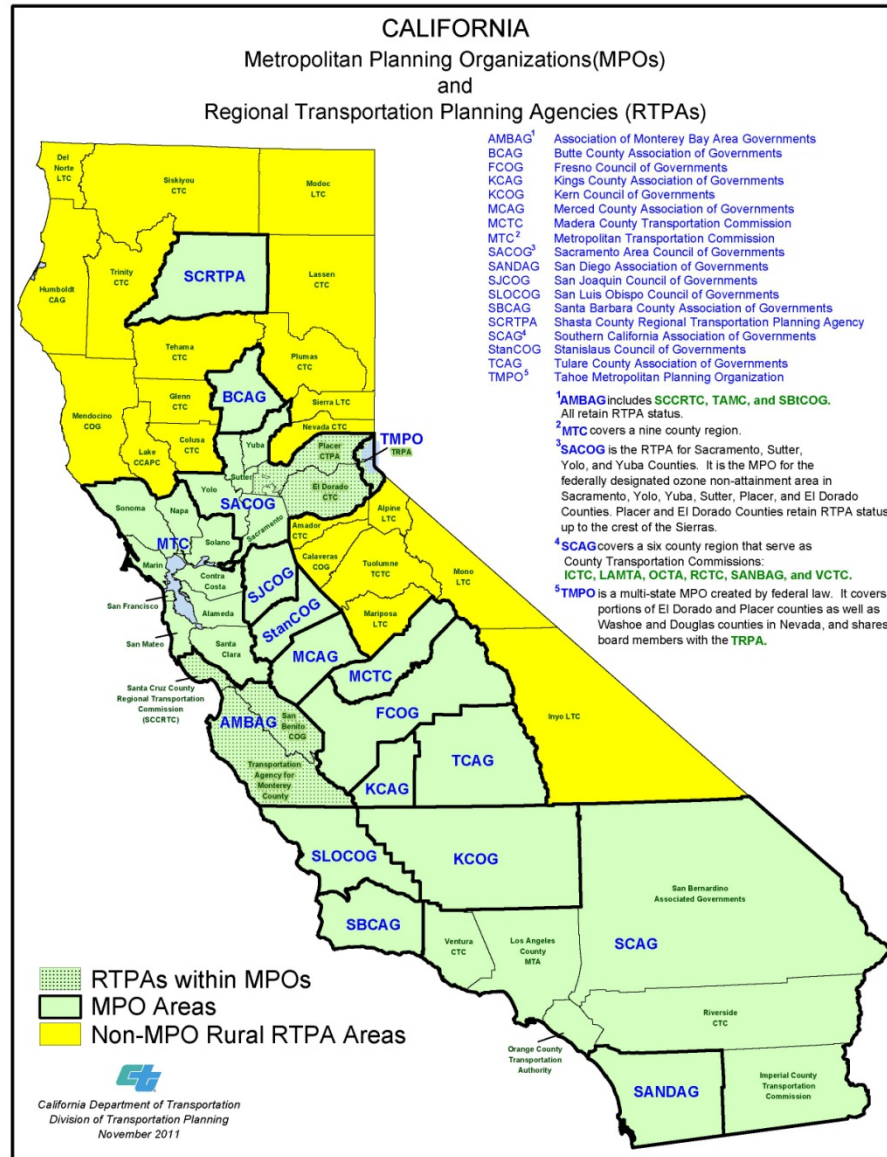 CALIFORNIA
Metropolitan Planning Organizations(MPOs)
and
Regional Transportation Planning Agencies (RTPAs)
AMBAG1 Association of Monterey Bay Area Governments
BCAG Butte County Association of Governments
FCOG Fresno Council of Governments
KCAG Kings County Association of Governments
KCOG Kern Council of Governments
MCAG Merced County Association of Governments
MCTC Madera County Transportation Commission
MTC2 Metropolitan Transportation Commission
SACOG3 Sacramento Area Council of Governments
SANDAG San Diego Association of Governments
SJCOG San Joaquin Council of Governments
SLOCOG San Luis Obispo Council of Governments
SBCAG Santa Barbara County Association of Governments
SCRTPA Shasta County Regional Transportation Planning Agency
SCAG4 Southern California Association of Governments
StanCOG Stanislaus Council of Governments
TCAG Tulare County Association of Governments
TMPO5 Tahoe Metropolitan Planning Organization
1AMBAG includes SCCRTC, TAMC, and SBtCOG.
All retain RTPA status.
2MTC covers a nine county region.
3SACOG is the RTPA for Sacramento, Sutter,
Yolo, and Yuba Counties. It is the MPO for the
federally designated ozone non-attainment area in
Sacramento, Yolo, Yuba, Sutter, Placer, and El Dorado
Counties. Placer and El Dorado Counties retain RTPA status
up to the crest of the Sierras.
4SCAG covers a six county region that serve as
County Transportation Commissions:
ICTC, LAMTA, OCTA, RCTC, SANBAG, and VCTC.
5TMPO is a multi-state MPO created by federal law. It covers
portions of El Dorado and Placer counties as well as
Washoe and Douglas counties in Nevada, and shares
board members with the TRPA.
Del
Norte
LTC
Siskiyou
CTC
Modoc
LTC
Humboldt
CAG
Trinity
CTC
SCRTPA
Lassen
CTC
Tehama
CTC
Plumas
CTC
Mendocino
COG
Glenn
CTC
BCAG
Sierra LTC
Nevada CTC
Lake
CCAPC
Colusa
CTC
Yuba
Sutter
Placer
CTPA
TMPO
TRPA
El Dorado
CTC
Sonoma
Napa
Yolo
SACOG
Sacramento
Solano
MTC
Marin
Contra
Costa
San Francisco
Alameda
San Mateo
Santa
Clara
Amador
CTC
Alpine
LTC
Calaveras
COG
Tuolumne
TCTC
Mono LTC
Mariposa
LTC
SJCOG
StanCOG
MCAG
MCTC
FCOG
Inyo LTC
Santa Cruz County
Regional Transportation
Commission
(SCCRTC)
AMBAG
San
Benito
COG
Transportation
Agency for
Monterey
County
KCAG
TCAG
SLOCOG
KCOG
SBCAG
Ventura
CTC
Los Angeles
County
MTA
San Bernardino
Associated Governments
SCAG
Riverside
CTC
Orange County
Transportation
Authority
SANDAG
Imperial County
Transportation
Commission
RTPAs within MPOs
MPO Areas
Non-MPO Rural RTPA Areas
ct
California Department of Transportation
Division of Transportation Planning
November 2011